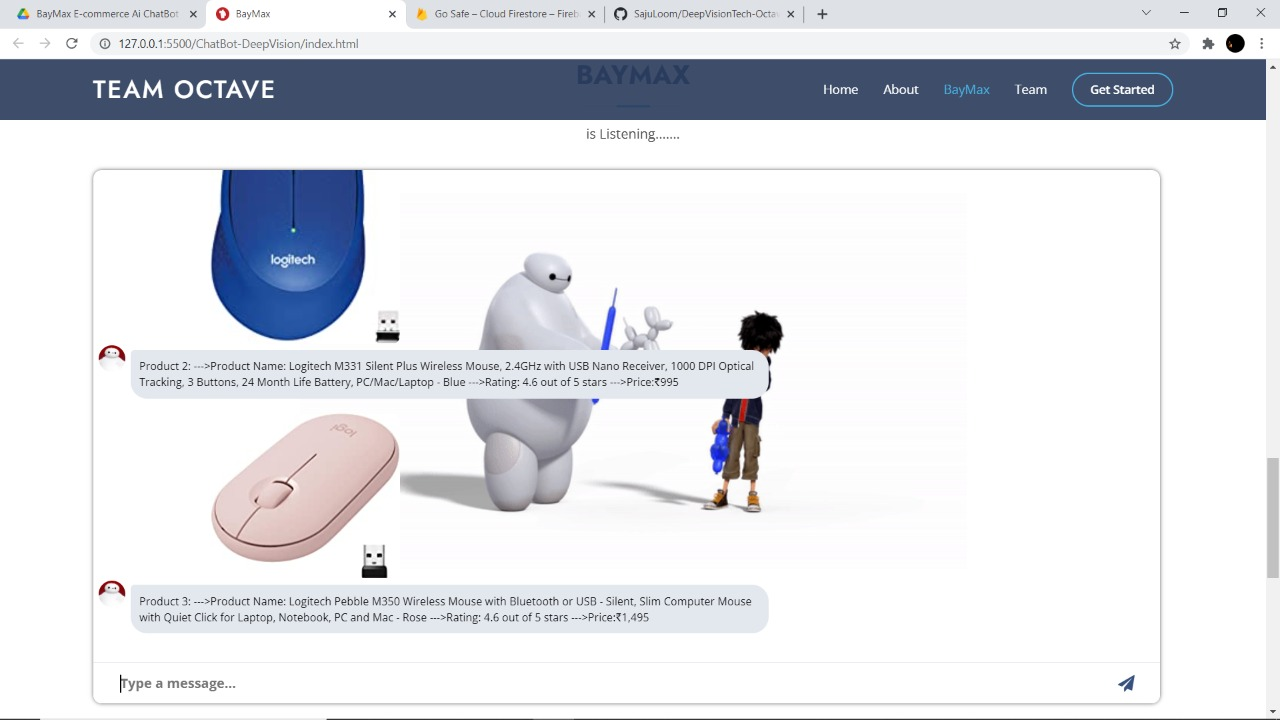 BayMax E-commerce Ai ChatBot
BayMax
Go Safe – Cloud Firestore – Fireb
SajuLoom/DeepVisionTech-Octav
127.0.0.1:5500/ChatBot-DeepVision/index.html
BAYMAX
TEAM OCTAVE
Home
About
BayMax
Team
Get Started
is Listening.......
logitech
Product 2: --->Product Name: Logitech M331 Silent Plus Wireless Mouse, 2.4GHz with USB Nano Receiver, 1000 DPI Optical
Tracking, 3 Buttons, 24 Month Life Battery, PC/Mac/Laptop - Blue --->Rating: 4.6 out of 5 stars --->Price:₹995
logi
Product 3: --->Product Name: Logitech Pebble M350 Wireless Mouse with Bluetooth or USB - Silent, Slim Computer Mouse
with Quiet Click for Laptop, Notebook, PC and Mac - Rose --->Rating: 4.6 out of 5 stars --->Price:₹1,495
Type a message...